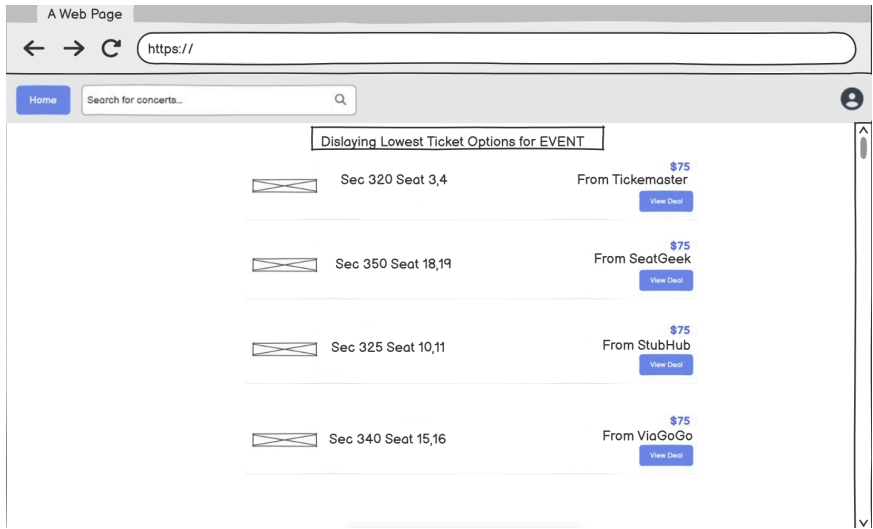 A Web Page
https://
Home
Search for concerts...
Dislaying Lowest Ticket Options for EVENT
$75
Sec 320 Seat 3,4
From Tickemaster
View Deal
$75
Sec 350 Seat 18,19
From SeatGeek
View Deal
$75
Sec 325 Seat 10,11
From StubHub
View Deal
$75
Sec 340 Seat 15,16
From ViaGoGo
View Deal